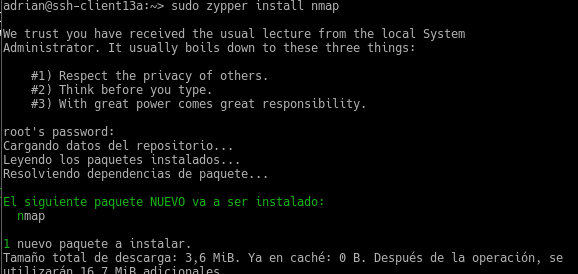 adrian@ssh-client13a:~> sudo zypper install nmap
We trust you have received the usual lecture from the local System
Administrator. It usually boils down to these three things:
#1) Respect the privacy of others.
#2) Think before you type.
#3) With great power comes great responsibility.
root's password:
Cargando datos del repositorio...
Leyendo los paquetes instalados...
Resolviendo dependencias de paquete...
El siguiente paquete NUEVO va a ser instalado:
nmap
1 nuevo paquete a instalar.
Tamaño total de descarga: 3,6 MiB. Ya en caché: 0 B. Después de la operación, se
utilizarán 16,7 MiB adicionales